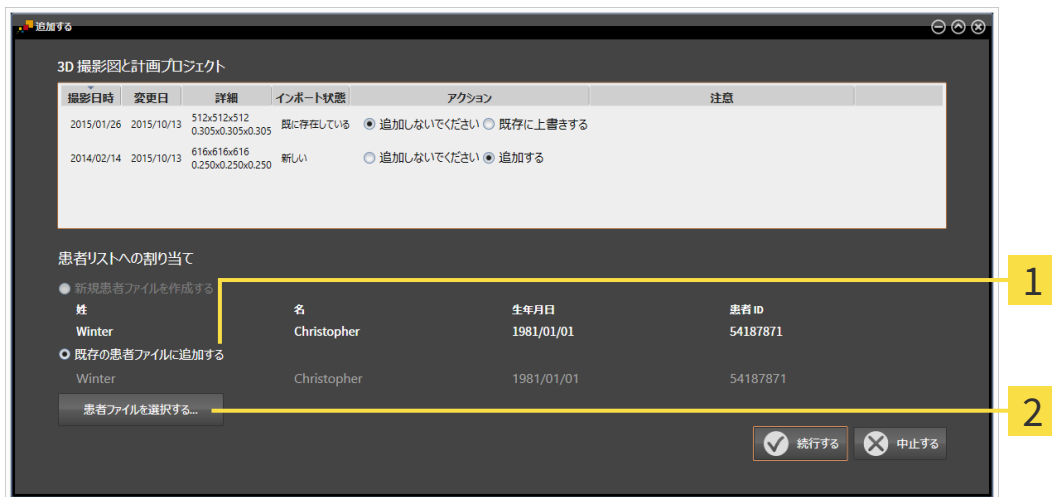 追加する
3D 撮影図と計画プロジェクト
撮影日時 変更日 詳細 インポート状態 アクション 注意
2015/01/26 2015/10/13 512x512x512 0.305x0.305x0.305 既に存在している 追加しないでください 既存に上書きする
2014/02/14 2015/10/13 616x616x616 0.250x0.250x0.250 新しい 追加しないでください 追加する
患者リストへの割り当て
新規患者ファイルを作成する
1
姓 名 生年月日 患者 ID
Winter Christopher 1981/01/01 54187871
既存の患者ファイルに追加する
Winter Christopher 1981/01/01 54187871
患者ファイルを選択する...
2
続行する 中止する